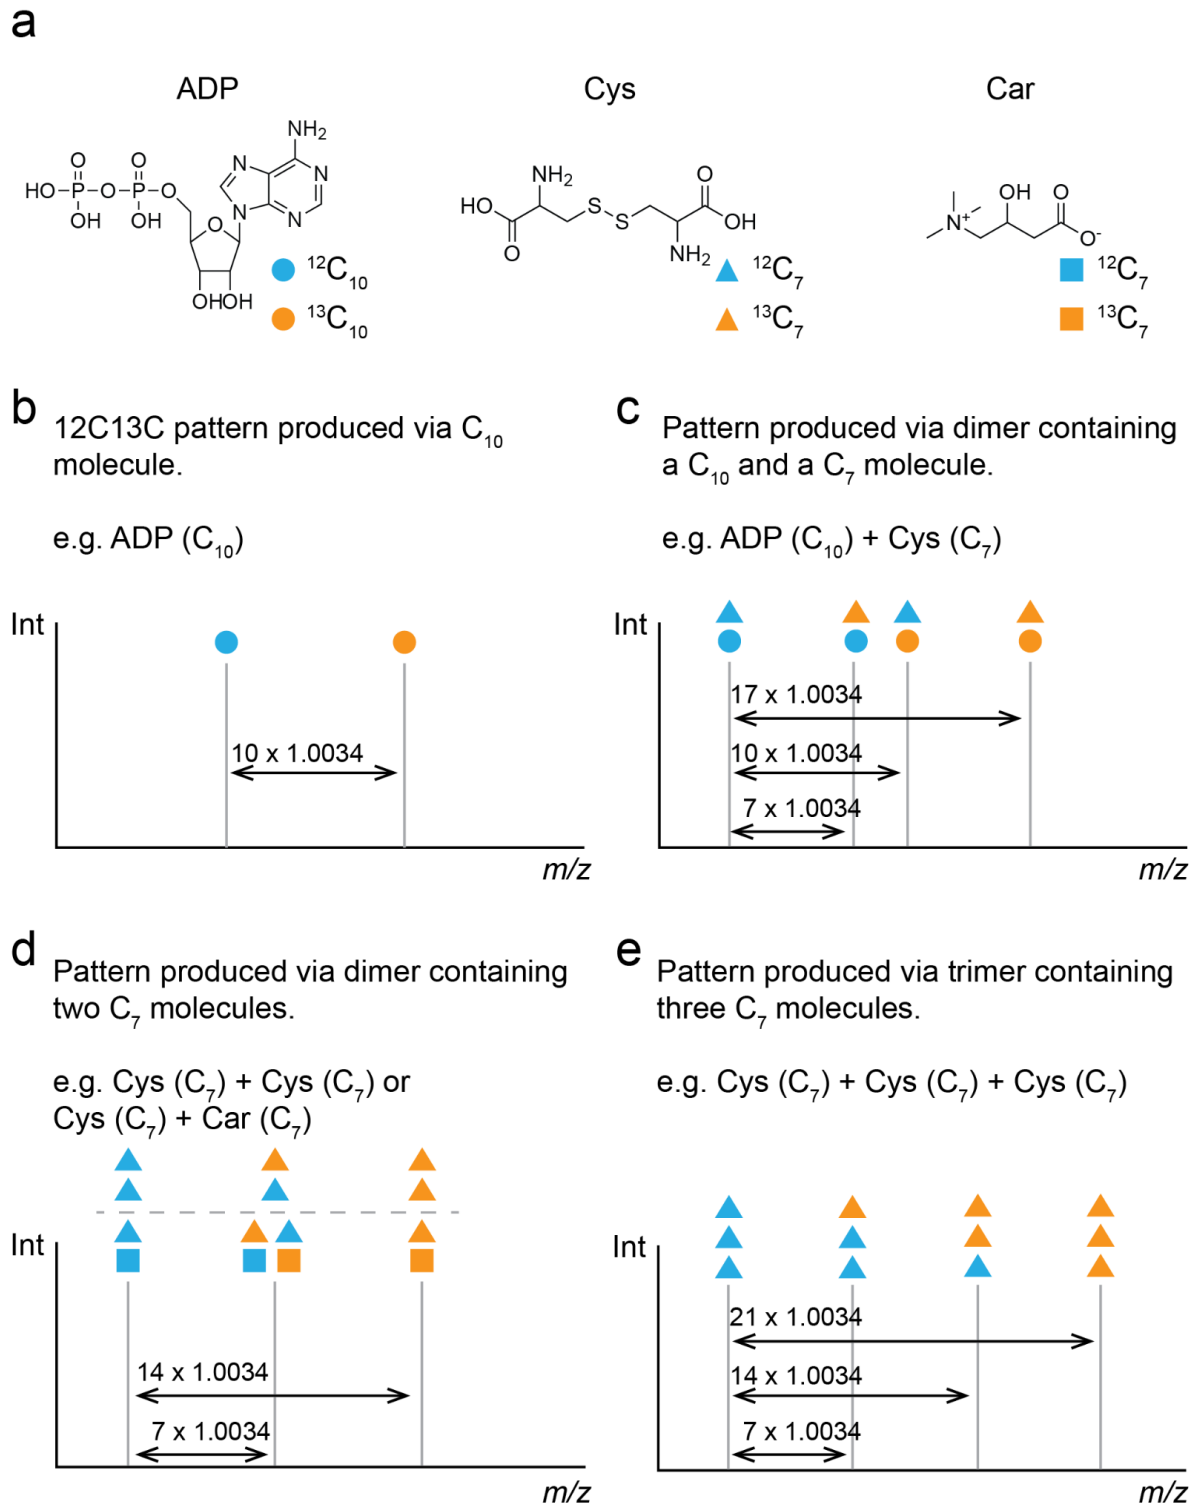 a
ADP
Cys
Car
NH₂
N
N
N
N
O
O
HO P O P O
OH OH
O
OHOH
¹²C₁₀
¹³C₁₀
NH₂
HO
O
S S
O
OH
NH₂
¹²C₇
¹³C₇
OH
O
N⁺
O⁻
¹²C₇
¹³C₇
b
12C13C pattern produced via C₁₀
molecule.
e.g. ADP (C₁₀)
Int
10 x 1.0034
m/z
c
Pattern produced via dimer containing
a C₁₀ and a C₇ molecule.
e.g. ADP (C₁₀) + Cys (C₇)
Int
17 x 1.0034
10 x 1.0034
7 x 1.0034
m/z
d
Pattern produced via dimer containing
two C₇ molecules.
e.g. Cys (C₇) + Cys (C₇) or
Cys (C₇) + Car (C₇)
Int
14 x 1.0034
7 x 1.0034
m/z
e
Pattern produced via trimer containing
three C₇ molecules.
e.g. Cys (C₇) + Cys (C₇) + Cys (C₇)
Int
21 x 1.0034
14 x 1.0034
7 x 1.0034
m/z